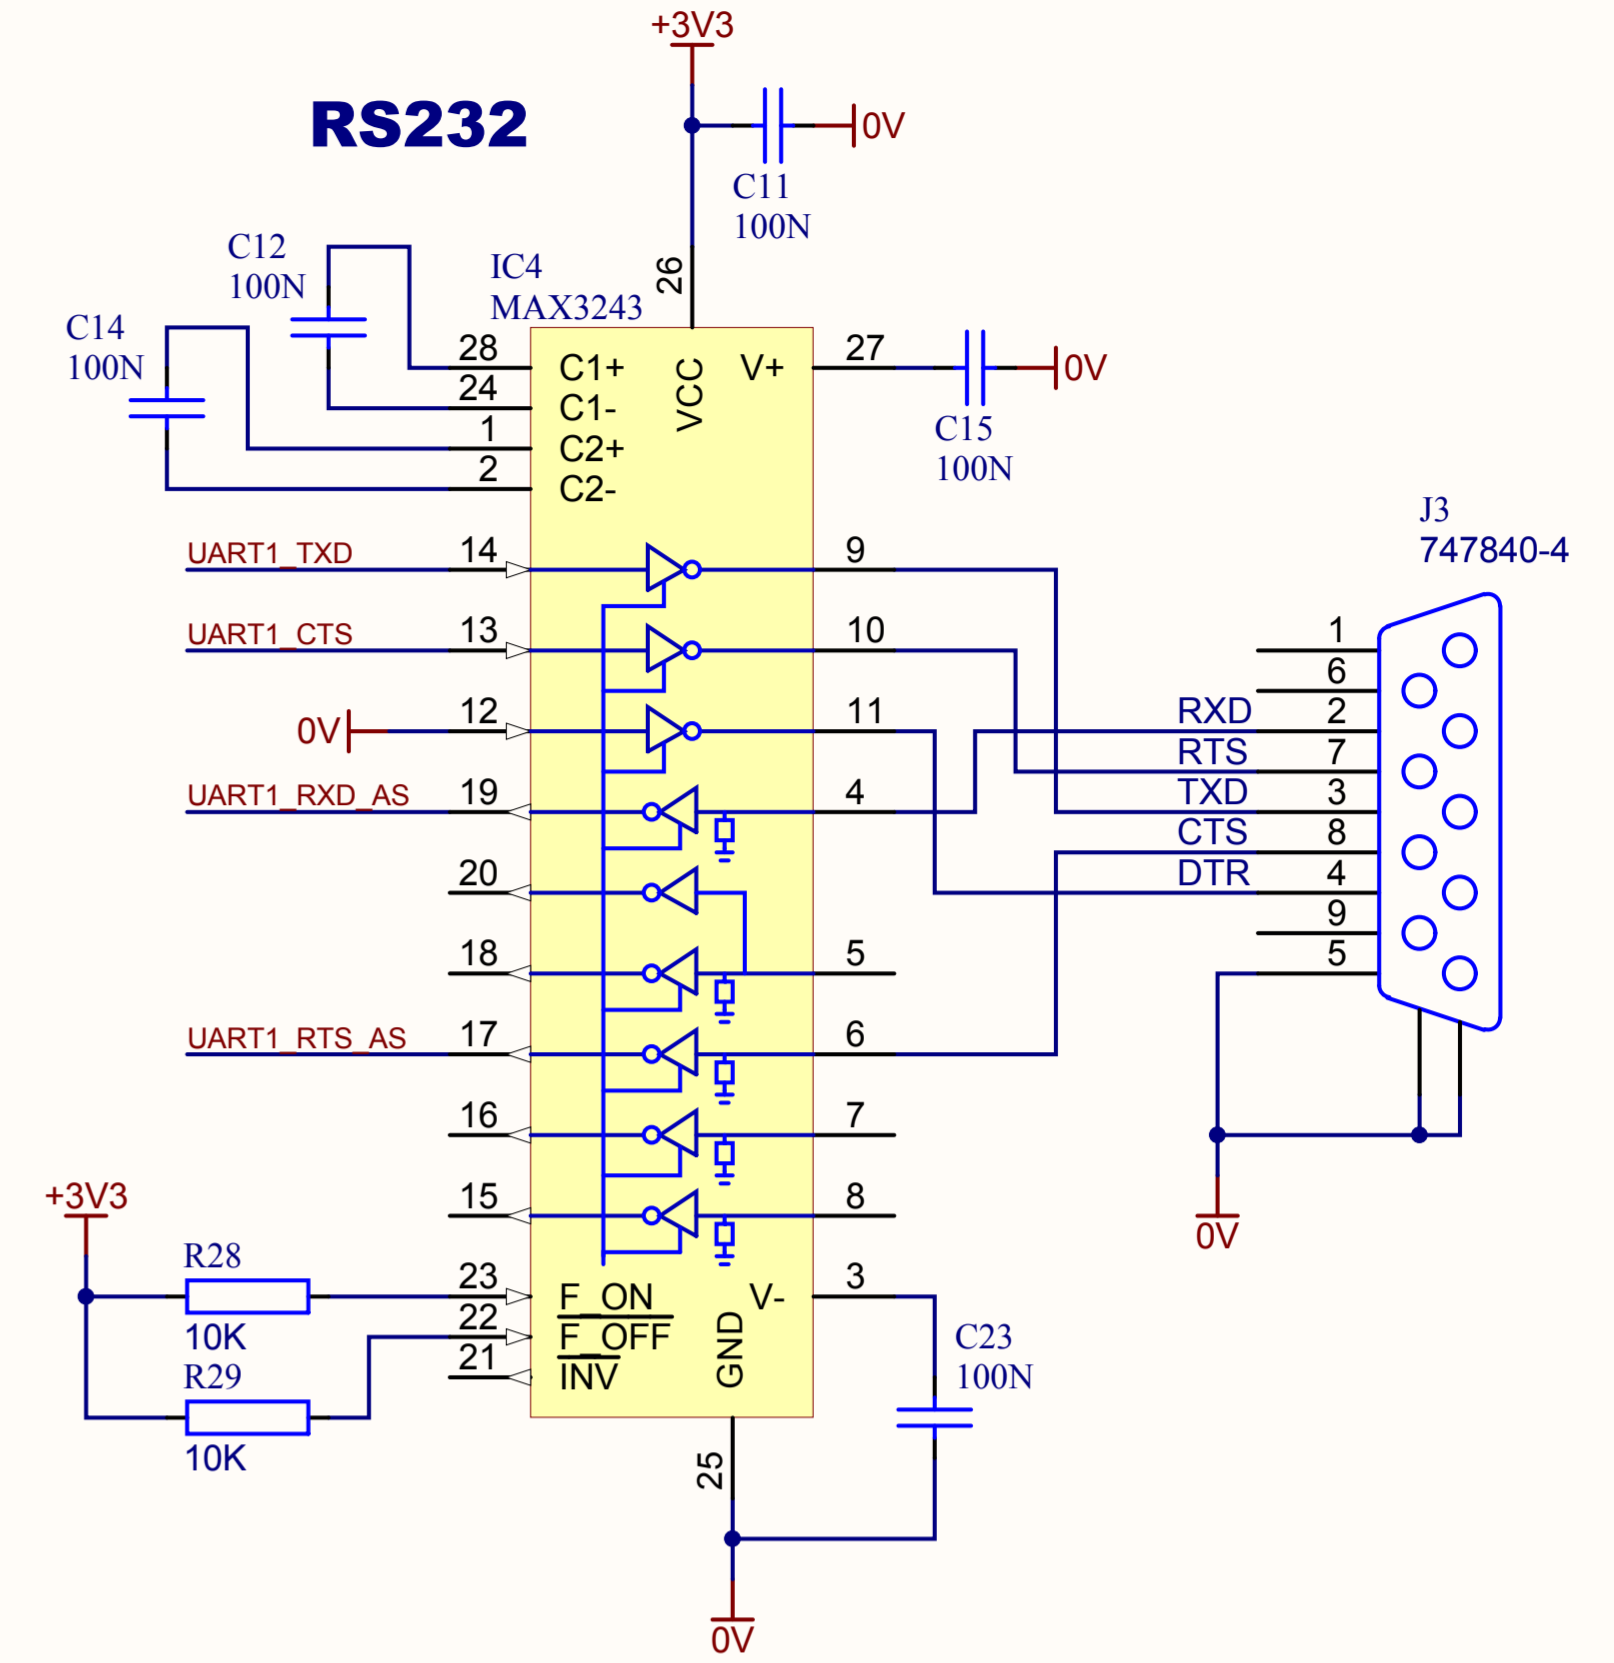 +3V3
RS232
0V
C11
100N
C12
100N
26
IC4
MAX3243
C14
100N
28
C1+
VCC
V+
27
0V
24
C1-
1
C2+
C15
100N
2
C2-
J3
747840-4
UART1_TXD
14
9
UART1_CTS
13
10
1
6
0V
12
11
RXD
2
RTS
7
UART1_RXD_AS
19
4
TXD
3
CTS
8
20
DTR
4
9
18
5
5
UART1_RTS_AS
17
6
16
7
+3V3
15
8
0V
R28
10K
23
F_ON
V-
3
22
F_OFF
GND
C23
100N
R29
10K
21
INV
25
0V